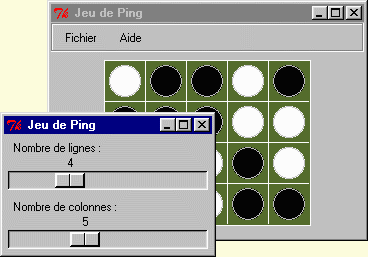 Jeu de Ping
Fichier Aide
Jeu de Ping
Nombre de lignes :
4
Nombre de colonnes :
5